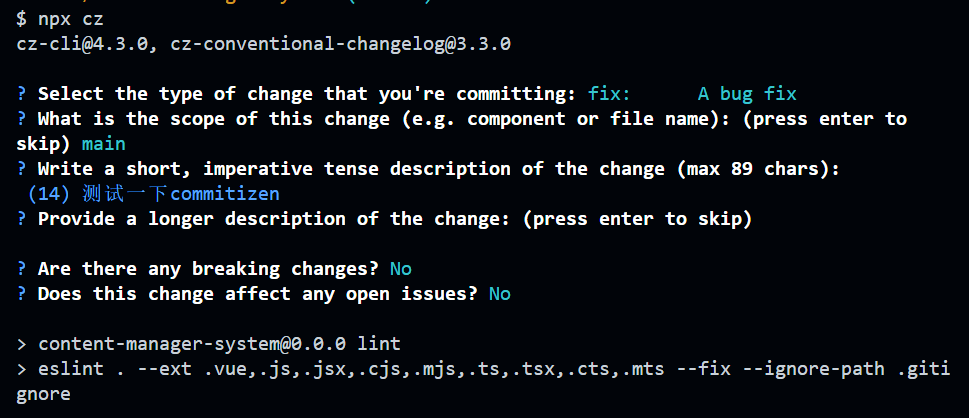 $ npx cz
cz-cli@4.3.0, cz-conventional-changelog@3.3.0
? Select the type of change that you're committing: fix:      A bug fix
? What is the scope of this change (e.g. component or file name): (press enter to
skip) main
? Write a short, imperative tense description of the change (max 89 chars):
(14) 测试一下commitizen
? Provide a longer description of the change: (press enter to skip)
? Are there any breaking changes? No
? Does this change affect any open issues? No
> content-manager-system@0.0.0 lint
> eslint . --ext .vue,.js,.jsx,.cjs,.mjs,.ts,.tsx,.cts,.mts --fix --ignore-path .giti
gnore